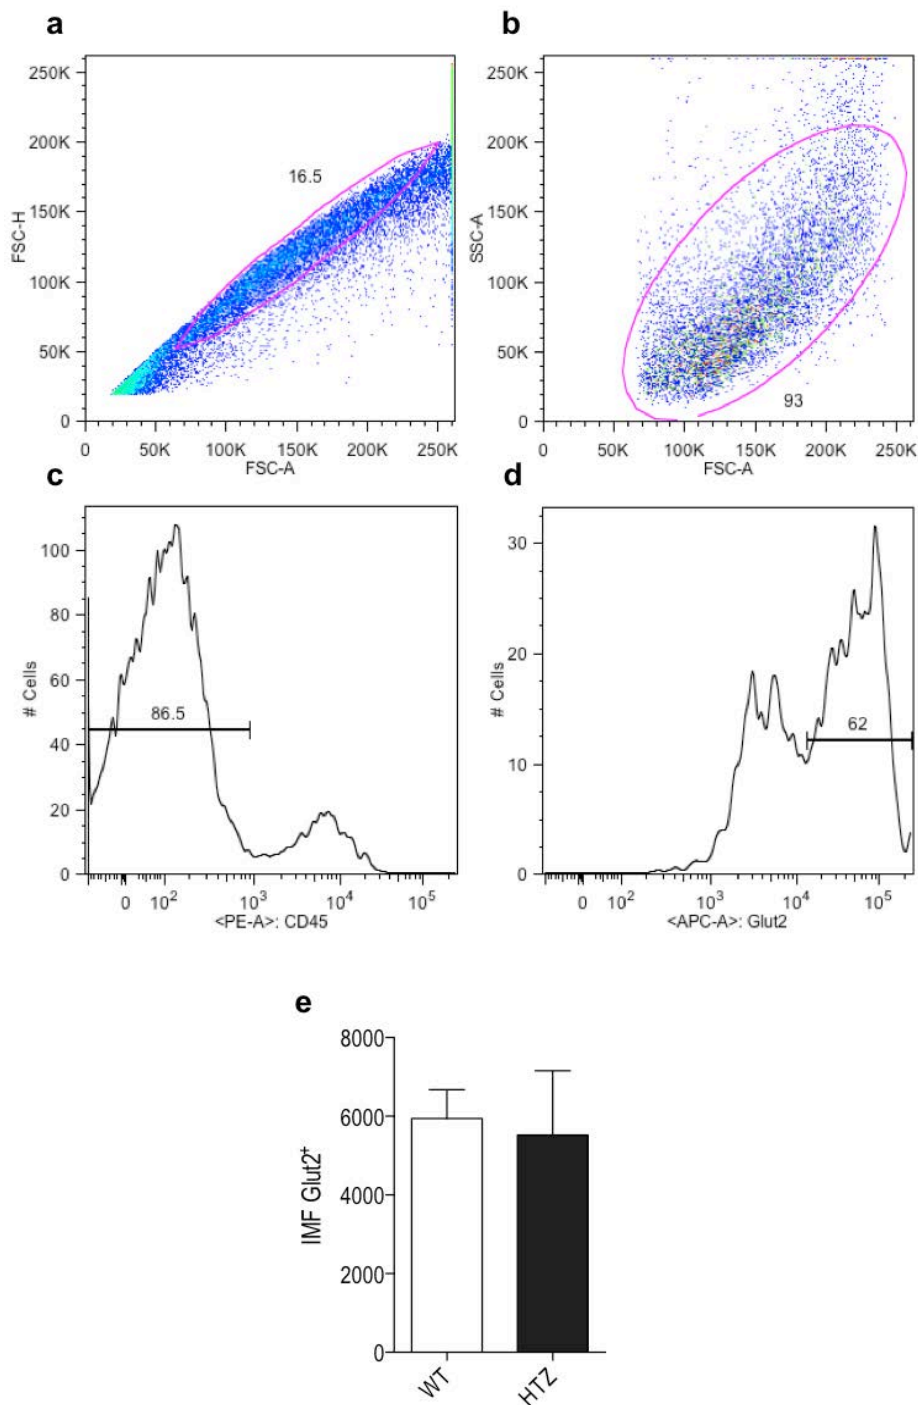 a
250K
200K
150K
100K
50K
0
FSC-H
16.5
0 50K 100K 150K 200K 250K
FSC-A
b
250K
200K
150K
100K
50K
0
SSC-A
93
0 50K 100K 150K 200K 250K
FSC-A
c
100
80
60
40
20
0
# Cells
86.5
0 10² 10³ 10⁴ 10⁵
<PE-A>: CD45
d
30
20
10
0
# Cells
62
0 10² 10³ 10⁴ 10⁵
<APC-A>: Glut2
e
8000
6000
4000
2000
0
IMF Glut2⁺
WT HTZ